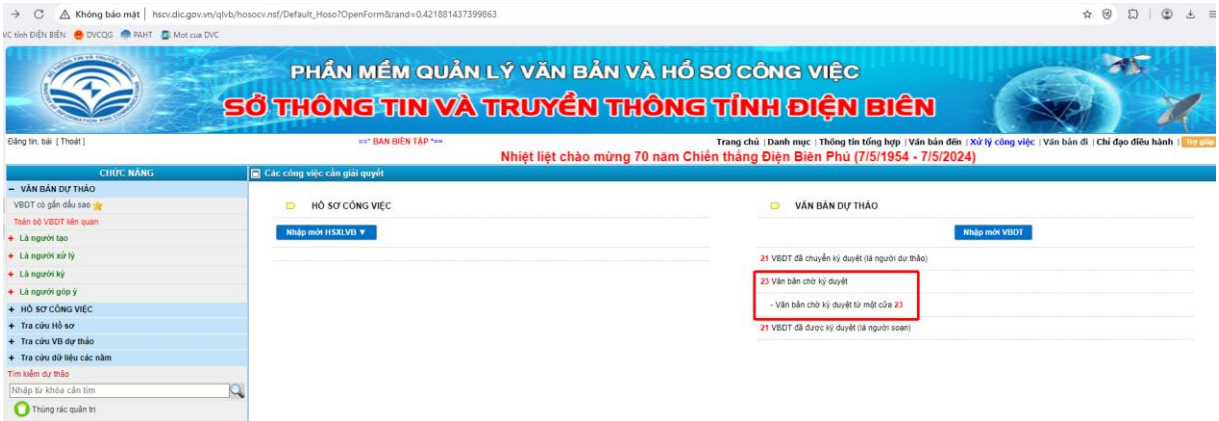 Không bảo mật | hscv.dic.gov.vn/qlvb/hosocv.nsf/Default_Hoso?OpenForm&rand=0.421881437399863
VC tỉnh ĐIỆN BIÊN DVCQG PAHT Mot cua DVC
PHẦN MỀM QUẢN LÝ VĂN BẢN VÀ HỒ SƠ CÔNG VIỆC
SỞ THÔNG TIN VÀ TRUYỀN THÔNG TỈNH ĐIỆN BIÊN
Đăng tin, bài [ Thoát ] ==* BAN BIÊN TẬP *== Trang chủ | Danh mục | Thông tin tổng hợp | Văn bản đến | Xử lý công việc | Văn bản đi | Chỉ đạo điều hành | Trợ giúp
Nhiệt liệt chào mừng 70 năm Chiến thắng Điện Biên Phủ (7/5/1954 - 7/5/2024)
CHỨC NĂNG
− VĂN BẢN DỰ THẢO
VBDT có gắn dấu sao
Toàn bộ VBDT liên quan
+ Là người tạo
+ Là người xử lý
+ Là người ký
+ Là người góp ý
+ HỒ SƠ CÔNG VIỆC
+ Tra cứu Hồ sơ
+ Tra cứu VB dự thảo
+ Tra cứu dữ liệu các năm
Tìm kiếm dự thảo
Nhập từ khóa cần tìm
Thùng rác quản trị
Các công việc cần giải quyết
HỒ SƠ CÔNG VIỆC
Nhập mới HSXLVB ▼
VĂN BẢN DỰ THẢO
Nhập mới VBDT
21 VBDT đã chuyển ký duyệt (là người dự thảo)
23 Văn bản chờ ký duyệt
- Văn bản chờ ký duyệt từ một cửa 23
21 VBDT đã được ký duyệt (là người soạn)